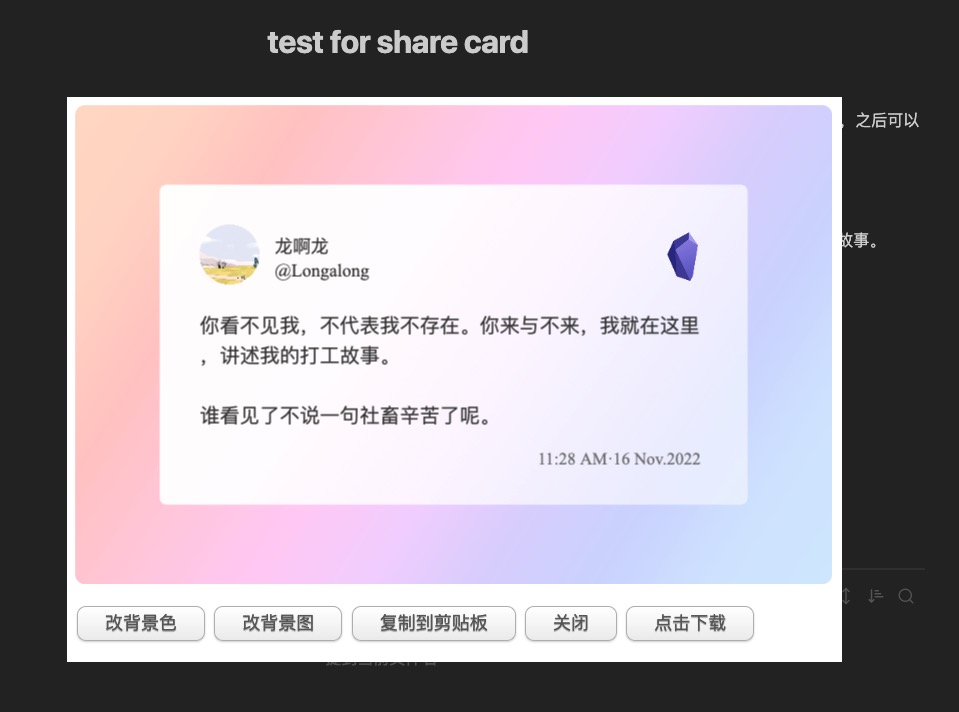 test for share card
，之后可以
故事。
龙啊龙
@Longalong
你看不见我，不代表我不存在。你来与不来，我就在这里
，讲述我的打工故事。
谁看见了不说一句社畜辛苦了呢。
11:28 AM·16 Nov.2022
改背景色 改背景图 复制到剪贴板 关闭 点击下载